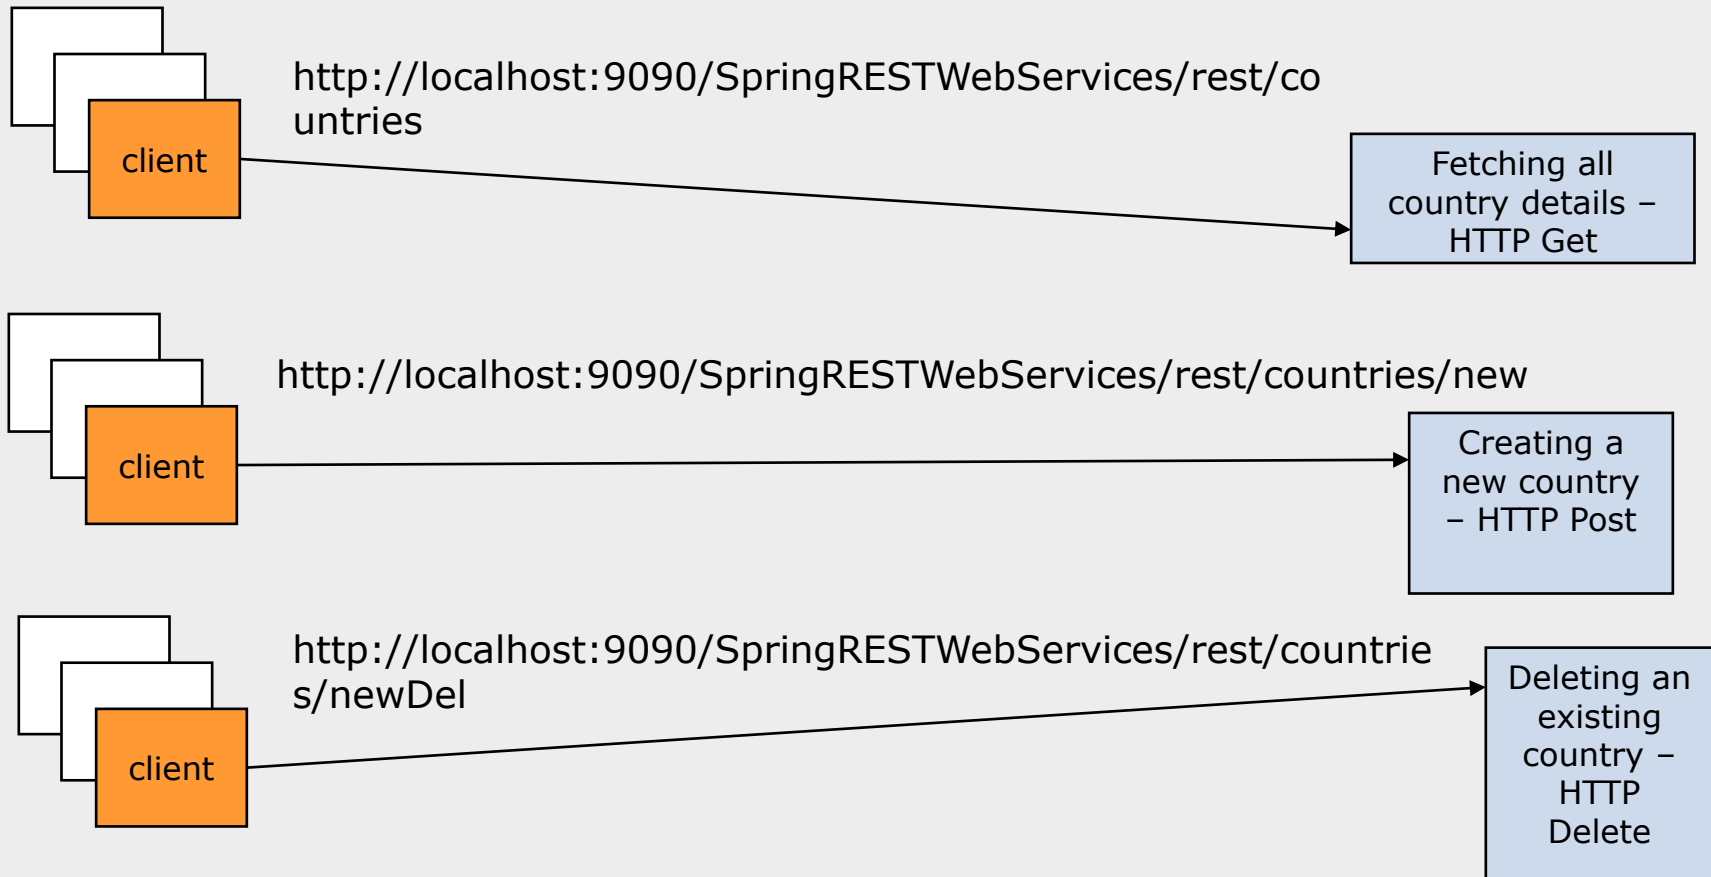 http://localhost:9090/SpringRESTWebServices/rest/co
untries
client
Fetching all
country details –
HTTP Get
http://localhost:9090/SpringRESTWebServices/rest/countries/new
client
Creating a
new country
– HTTP Post
http://localhost:9090/SpringRESTWebServices/rest/countrie
s/newDel
client
Deleting an
existing
country –
HTTP
Delete